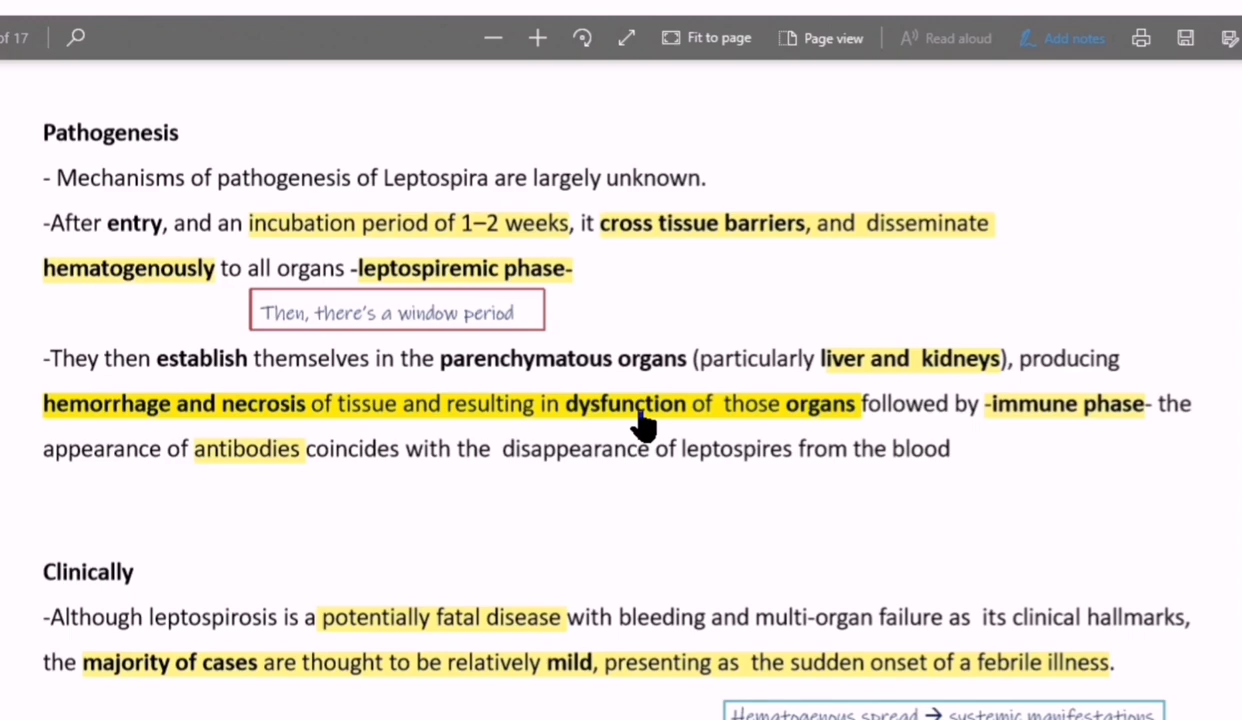 of 17
Fit to page
Page view
Read aloud
Add notes
Pathogenesis
- Mechanisms of pathogenesis of Leptospira are largely unknown.
-After entry, and an incubation period of 1–2 weeks, it cross tissue barriers, and disseminate
hematogenously to all organs -leptospiremic phase-
Then, there's a window period
-They then establish themselves in the parenchymatous organs (particularly liver and kidneys), producing
hemorrhage and necrosis of tissue and resulting in dysfunction of those organs followed by -immune phase- the
appearance of antibodies coincides with the disappearance of leptospires from the blood
Clinically
-Although leptospirosis is a potentially fatal disease with bleeding and multi-organ failure as its clinical hallmarks,
the majority of cases are thought to be relatively mild, presenting as the sudden onset of a febrile illness.
Hematogenous spread → systemic manifestations